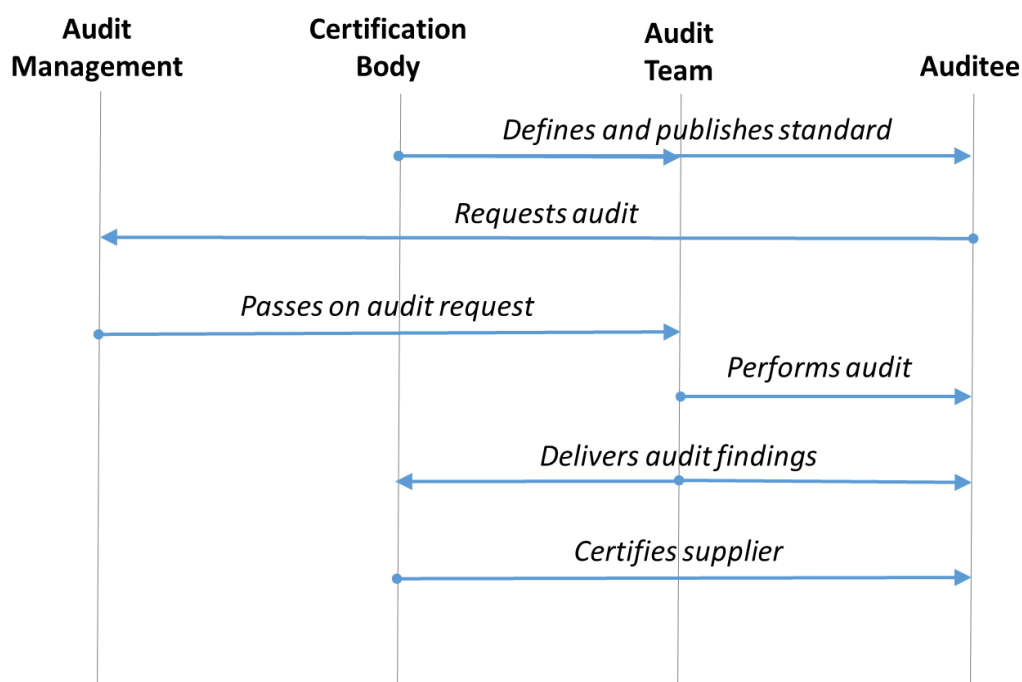 Audit
Management
Certification
Body
Audit
Team
Auditee
Defines and publishes standard
Requests audit
Passes on audit request
Performs audit
Delivers audit findings
Certifies supplier